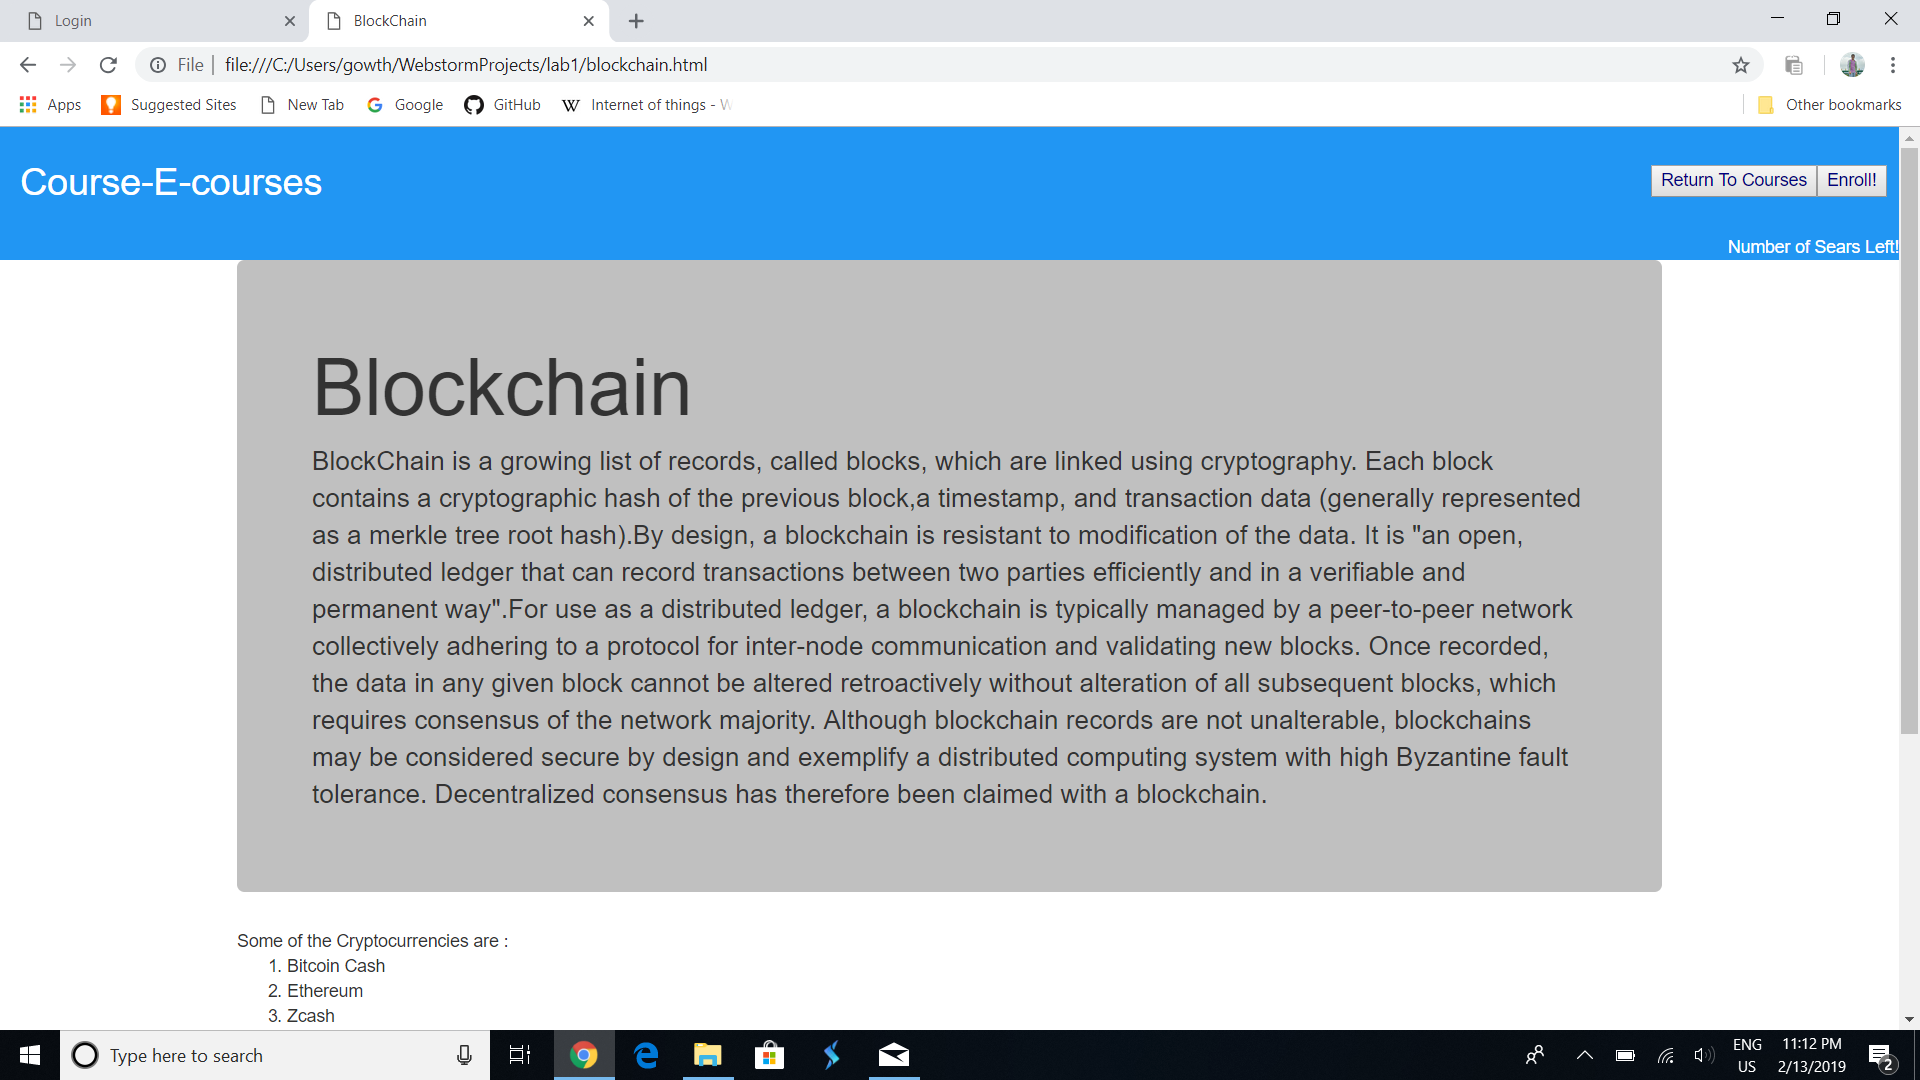 Login
BlockChain
File
file:///C:/Users/gowth/WebstormProjects/lab1/blockchain.html
Apps
Suggested Sites
New Tab
Google
GitHub
Internet of things - W
Other bookmarks
Course-E-courses
Return To Courses
Enroll!
Number of Sears Left!
Blockchain
BlockChain is a growing list of records, called blocks, which are linked using cryptography. Each block
contains a cryptographic hash of the previous block,a timestamp, and transaction data (generally represented
as a merkle tree root hash).By design, a blockchain is resistant to modification of the data. It is "an open,
distributed ledger that can record transactions between two parties efficiently and in a verifiable and
permanent way".For use as a distributed ledger, a blockchain is typically managed by a peer-to-peer network
collectively adhering to a protocol for inter-node communication and validating new blocks. Once recorded,
the data in any given block cannot be altered retroactively without alteration of all subsequent blocks, which
requires consensus of the network majority. Although blockchain records are not unalterable, blockchains
may be considered secure by design and exemplify a distributed computing system with high Byzantine fault
tolerance. Decentralized consensus has therefore been claimed with a blockchain.
Some of the Cryptocurrencies are :
1. Bitcoin Cash
2. Ethereum
3. Zcash
Type here to search
ENG
US
11:12 PM
2/13/2019
2